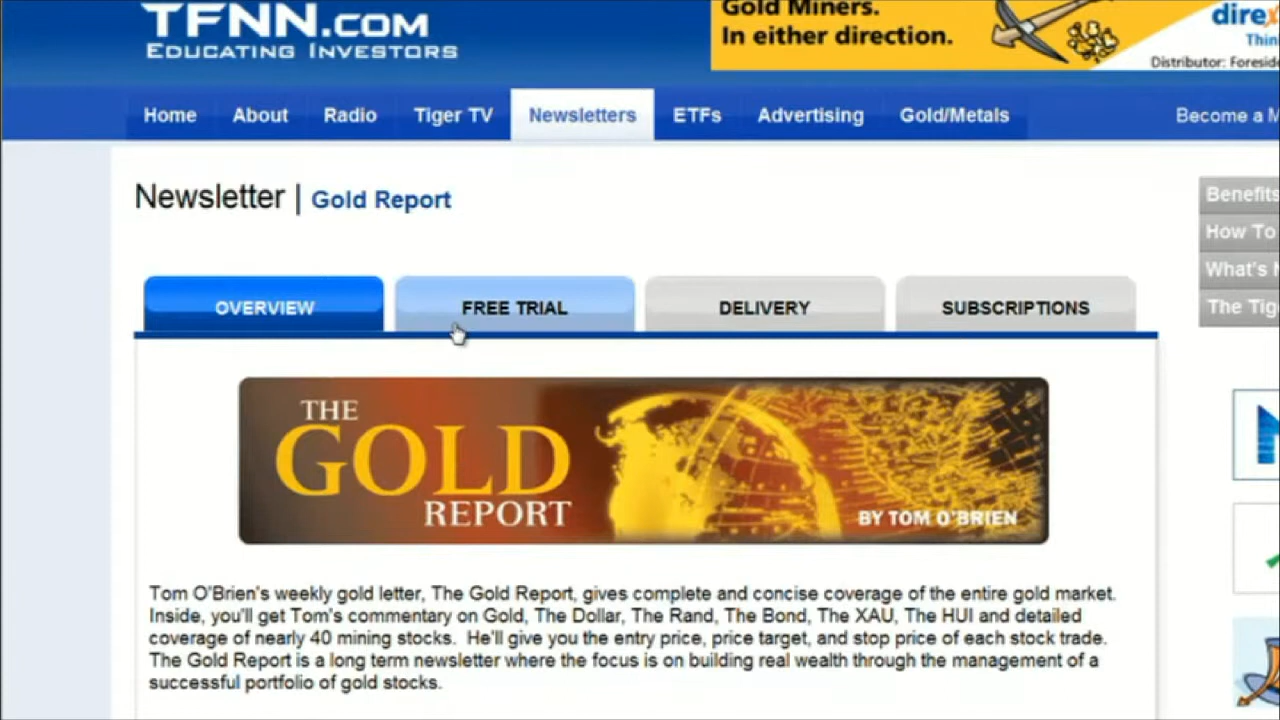 TFNN.COM
EDUCATING INVESTORS
Gold Miners.
In either direction.
Distributor:
Home About Radio Tiger TV Newsletters ETFs Advertising Gold/Metals Become a
Newsletter | Gold Report
Benefits
How To
What's
The
OVERVIEW FREE TRIAL DELIVERY SUBSCRIPTIONS
THE
GOLD
REPORT
BY TOM O'BRIEN
Tom O'Brien's weekly gold letter, The Gold Report, gives complete and concise coverage of the entire gold market.
Inside, you'll get Tom's commentary on Gold, The Dollar, The Rand, The Bond, The XAU, The HUI and detailed
coverage of nearly 40 mining stocks. He'll give you the entry price, price target, and stop price of each stock trade.
The Gold Report is a long term newsletter where the focus is on building real wealth through the management of a
successful portfolio of gold stocks.